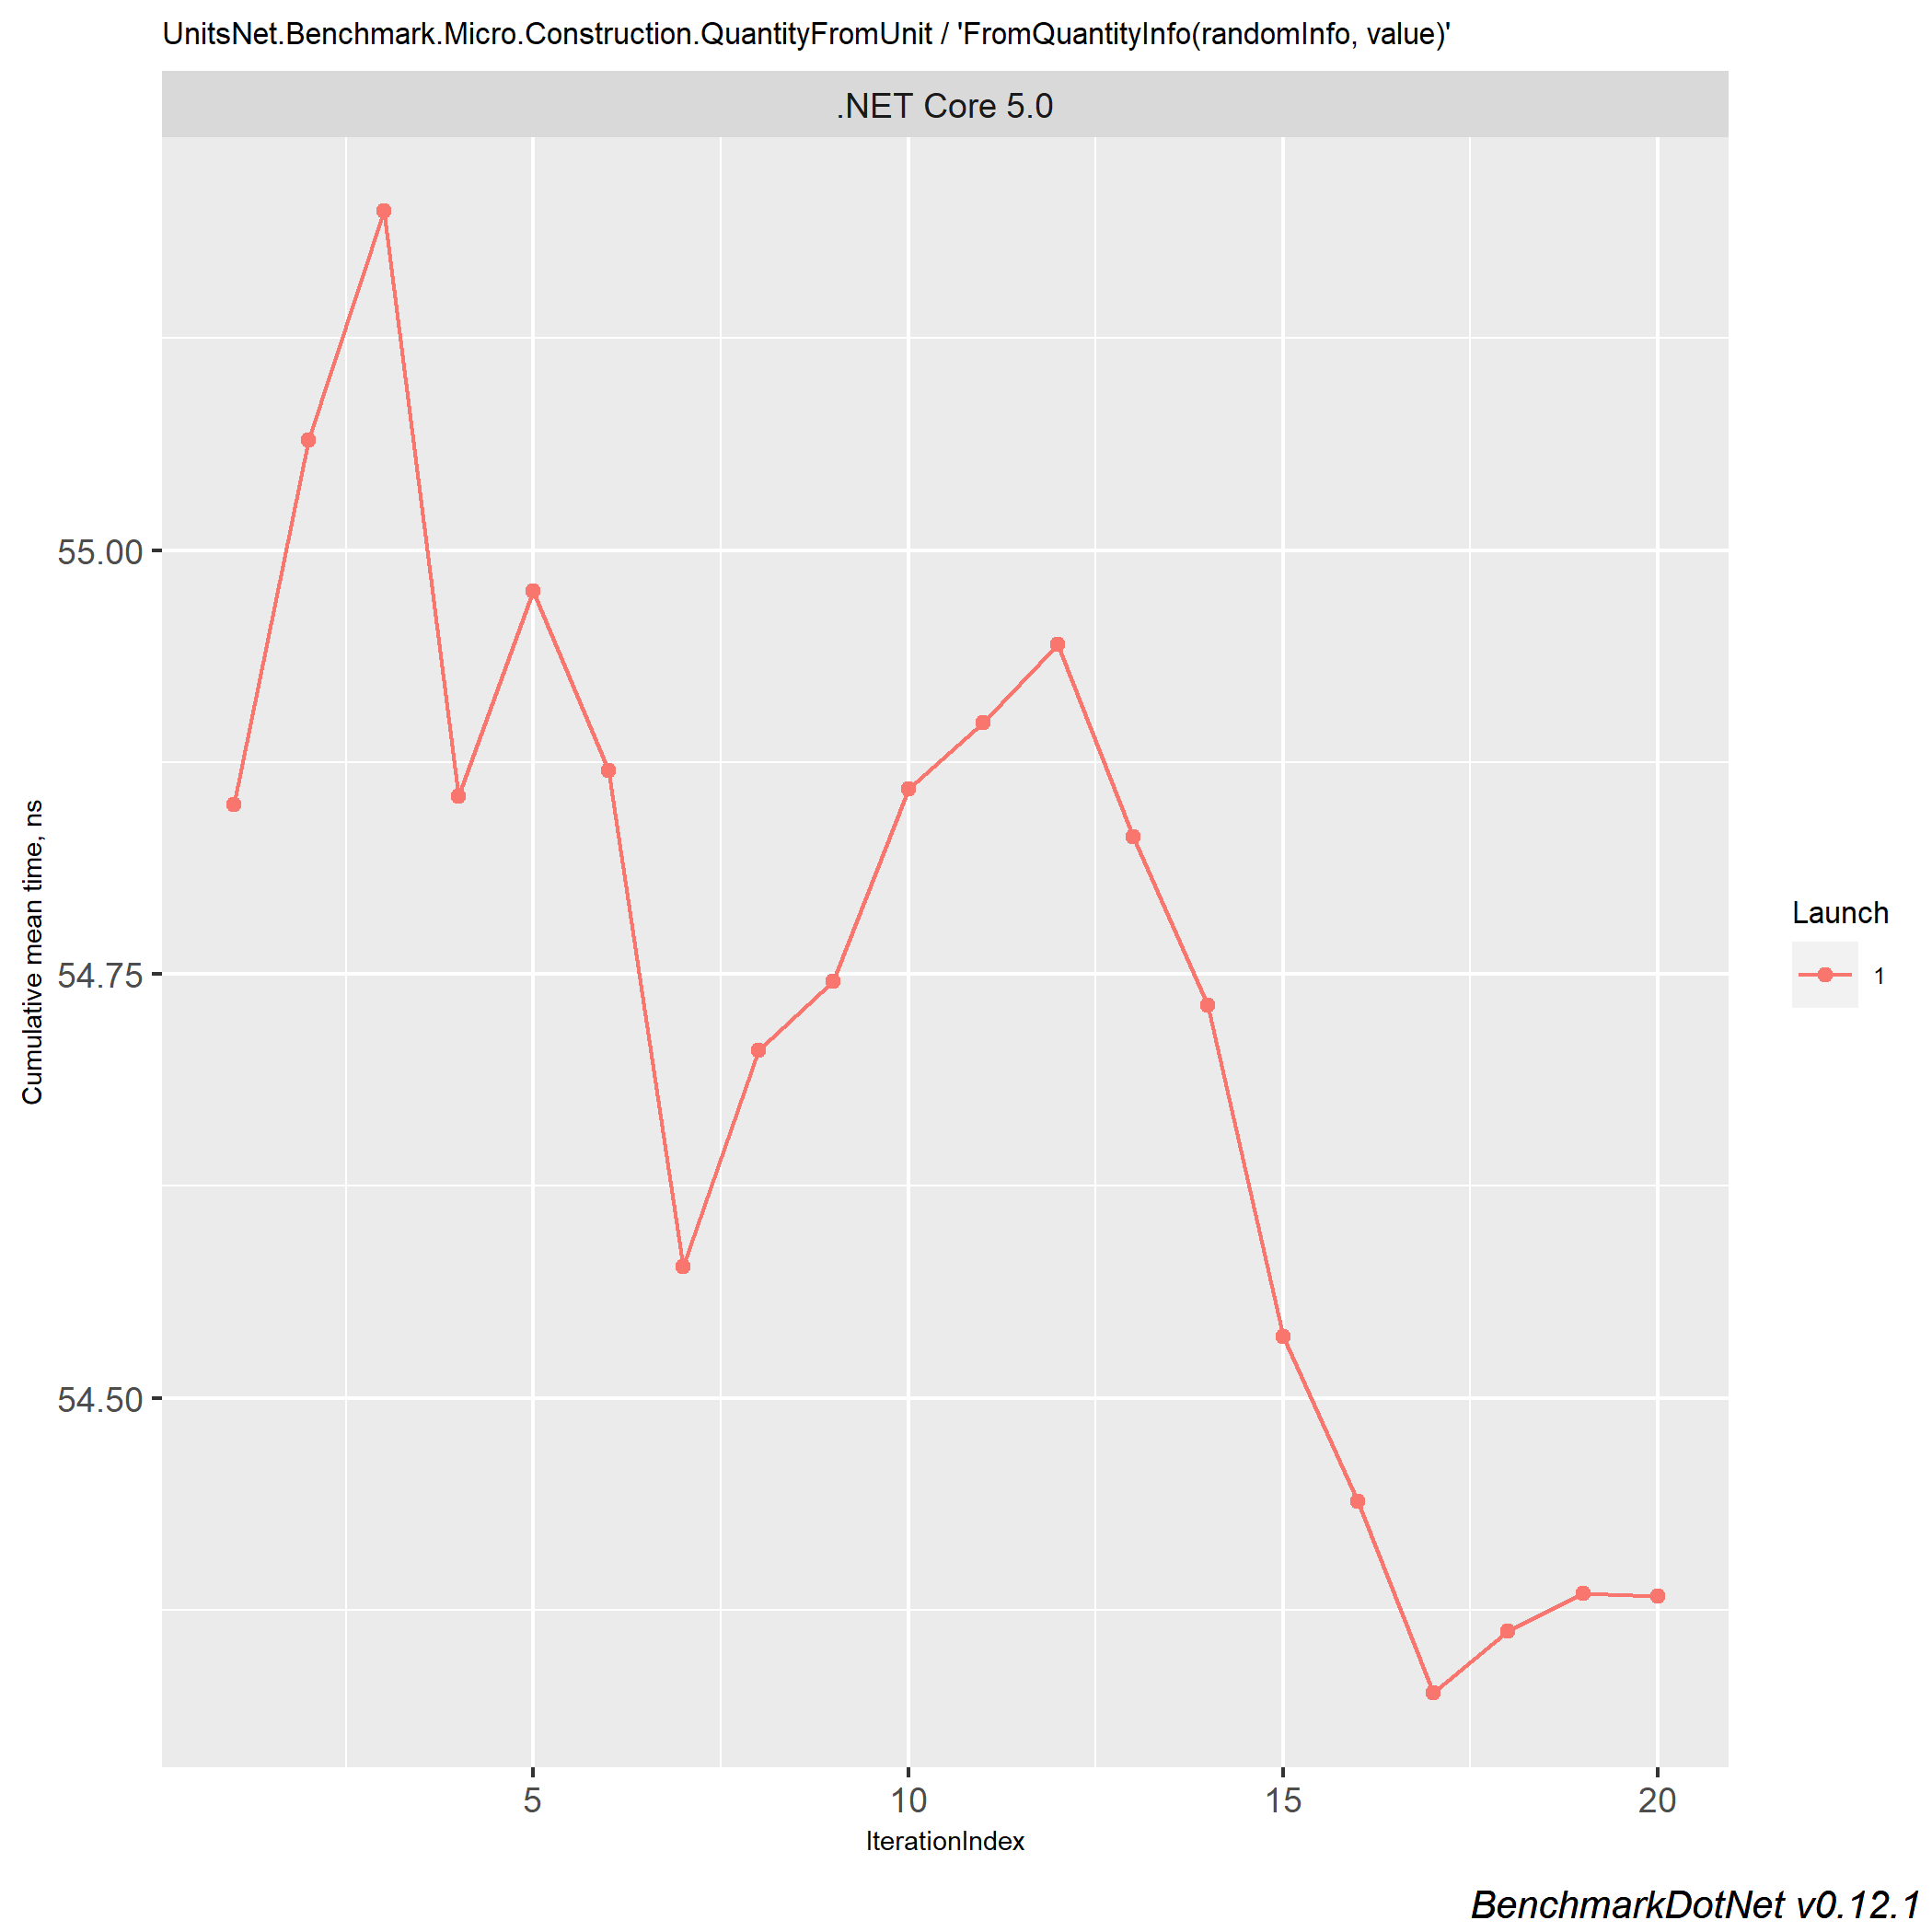 UnitsNet.Benchmark.Micro.Construction.QuantityFromUnit / 'FromQuantityInfo(randomInfo, value)'
.NET Core 5.0
Cumulative mean time, ns
55.00
54.75
54.50
5
10
15
20
IterationIndex
Launch
1
BenchmarkDotNet v0.12.1